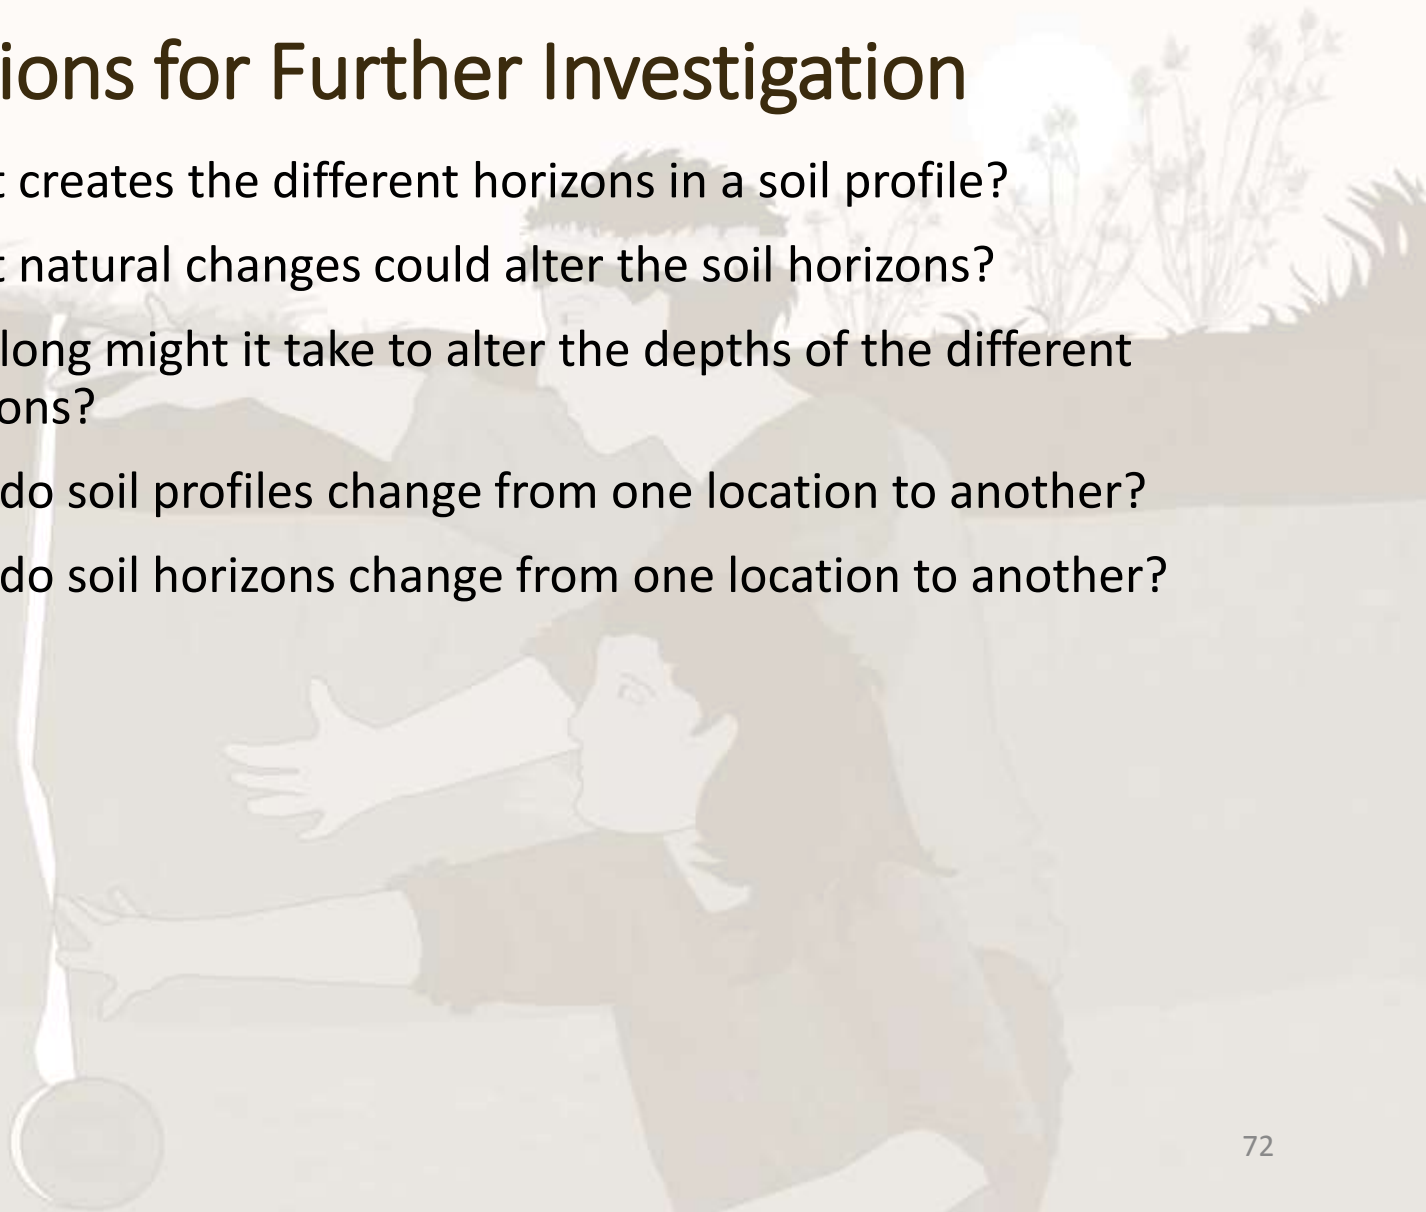 ions for Further Investigation
t creates the different horizons in a soil profile?
t natural changes could alter the soil horizons?
long might it take to alter the depths of the different
ons?
do soil profiles change from one location to another?
do soil horizons change from one location to another?
72